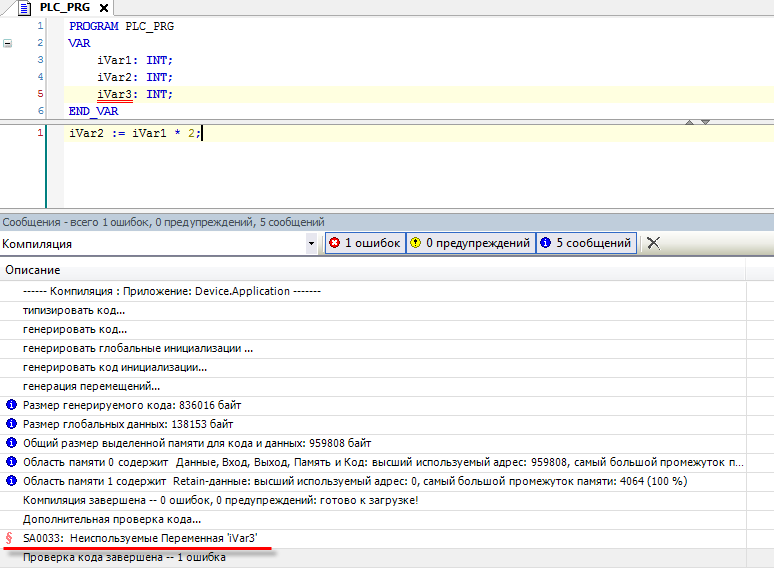 PLC_PRG
1 PROGRAM PLC_PRG
2 VAR
3 iVar1: INT;
4 iVar2: INT;
5 iVar3: INT;
6 END_VAR
1 iVar2 := iVar1 * 2;
Сообщения - всего 1 ошибок, 0 предупреждений, 5 сообщений
Компиляция 1 ошибок 0 предупреждений 5 сообщений
Описание
------ Компиляция : Приложение: Device.Application -------
типизировать код...
генерировать код...
генерировать глобальные инициализации ...
генерировать код инициализации...
генерация перемещений...
Размер генерируемого кода: 836016 байт
Размер глобальных данных: 138153 байт
Общий размер выделенной памяти для кода и данных: 959808 байт
Область памяти 0 содержит Данные, Вход, Выход, Память и Код: высший используемый адрес: 959808, самый большой промежуток п...
Область памяти 1 содержит Retain-данные: высший используемый адрес: 0, самый большой промежуток памяти: 4064 (100 %)
Компиляция завершена -- 0 ошибок, 0 предупреждений: готово к загрузке!
Дополнительная проверка кода...
SA0033: Неиспользуемые Переменная 'iVar3'
Проверка кода завершена -- 1 ошибка